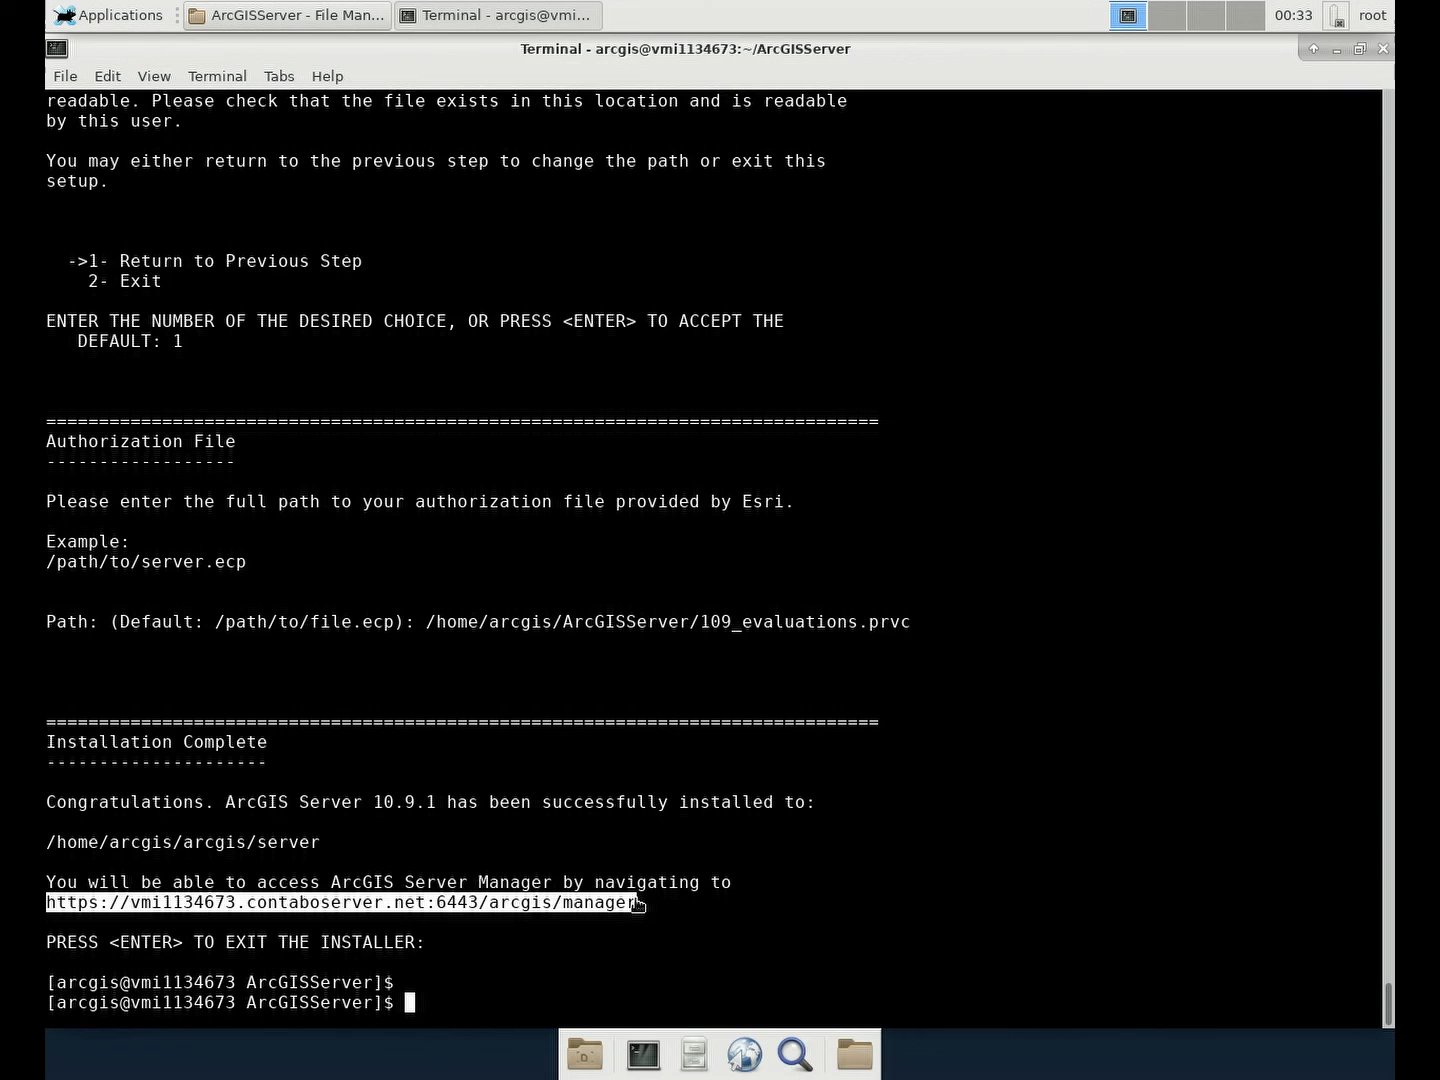 Applications
ArcGISServer - File Man...
Terminal - arcgis@vmi...
00:33
root
Terminal - arcgis@vmi1134673:~/ArcGISServer
File Edit View Terminal Tabs Help
readable. Please check that the file exists in this location and is readable
by this user.
You may either return to the previous step to change the path or exit this
setup.
->1- Return to Previous Step
2- Exit
ENTER THE NUMBER OF THE DESIRED CHOICE, OR PRESS <ENTER> TO ACCEPT THE
DEFAULT: 1
===============================================================================
Authorization File
------------------
Please enter the full path to your authorization file provided by Esri.
Example:
/path/to/server.ecp
Path: (Default: /path/to/file.ecp): /home/arcgis/ArcGISServer/109_evaluations.prvc
===============================================================================
Installation Complete
---------------------
Congratulations. ArcGIS Server 10.9.1 has been successfully installed to:
/home/arcgis/arcgis/server
You will be able to access ArcGIS Server Manager by navigating to
https://vmi1134673.contaboserver.net:6443/arcgis/manager
PRESS <ENTER> TO EXIT THE INSTALLER:
[arcgis@vmi1134673 ArcGISServer]$
[arcgis@vmi1134673 ArcGISServer]$